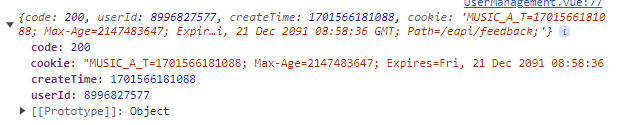 UserManagement.vue:77
{code: 200, userId: 8996827577, createTime: 1701566181088, cookie: 'MUSIC_A_T=17015661810
88; Max-Age=2147483647; Expir…i, 21 Dec 2091 08:58:36 GMT; Path=/eapi/feedback;'} i
code: 200
cookie: "MUSIC_A_T=1701566181088; Max-Age=2147483647; Expires=Fri, 21 Dec 2091 08:58:36
createTime: 1701566181088
userId: 8996827577
[[Prototype]]: Object